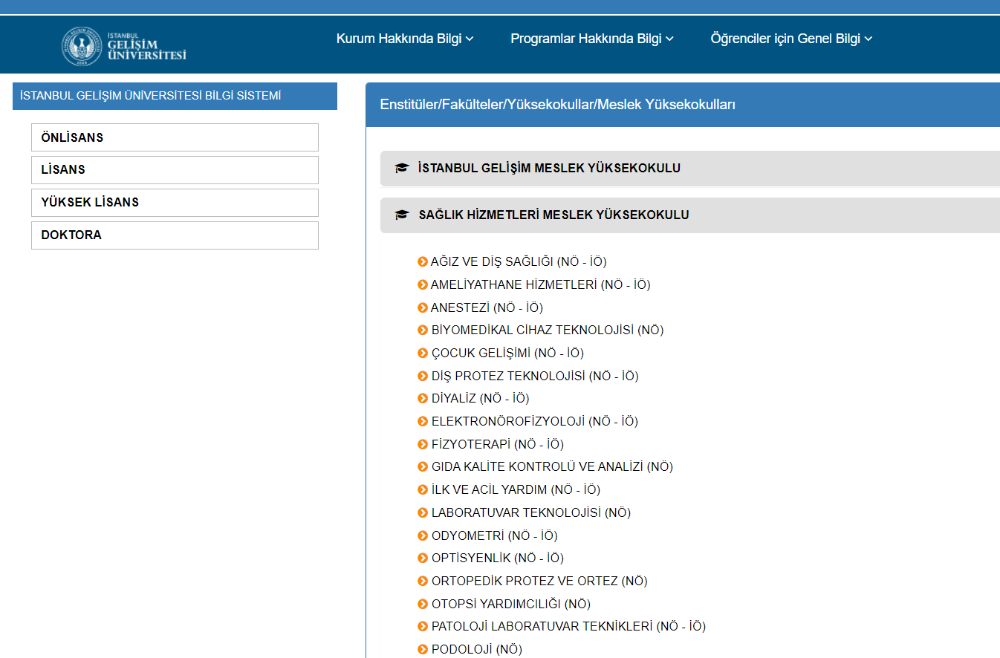 İSTANBUL
GELİŞİM
ÜNİVERSİTESİ
Kurum Hakkında Bilgi
Programlar Hakkında Bilgi
Öğrenciler için Genel Bilgi
İSTANBUL GELİŞİM ÜNİVERSİTESİ BİLGİ SİSTEMİ
ÖNLİSANS
LİSANS
YÜKSEK LİSANS
DOKTORA
Enstitüler/Fakülteler/Yüksekokullar/Meslek Yüksekokulları
İSTANBUL GELİŞİM MESLEK YÜKSEKOKULU
SAĞLIK HİZMETLERİ MESLEK YÜKSEKOKULU
AĞIZ VE DİŞ SAĞLIĞI (NÖ - İÖ)
AMELİYATHANE HİZMETLERİ (NÖ - İÖ)
ANESTEZİ (NÖ - İÖ)
BİYOMEDİKAL CİHAZ TEKNOLOJİSİ (NÖ)
ÇOCUK GELİŞİMİ (NÖ - İÖ)
DİŞ PROTEZ TEKNOLOJİSİ (NÖ - İÖ)
DİYALİZ (NÖ - İÖ)
ELEKTRONÖROFİZYOLOJİ (NÖ - İÖ)
FİZYOTERAPİ (NÖ - İÖ)
GIDA KALİTE KONTROLÜ VE ANALİZİ (NÖ)
İLK VE ACİL YARDIM (NÖ - İÖ)
LABORATUVAR TEKNOLOJİSİ (NÖ)
ODYOMETRİ (NÖ - İÖ)
OPTİSYENLİK (NÖ - İÖ)
ORTOPEDİK PROTEZ VE ORTEZ (NÖ)
OTOPSİ YARDIMCILIĞI (NÖ)
PATOLOJİ LABORATUVAR TEKNİKLERİ (NÖ - İÖ)
PODOLOJİ (NÖ)